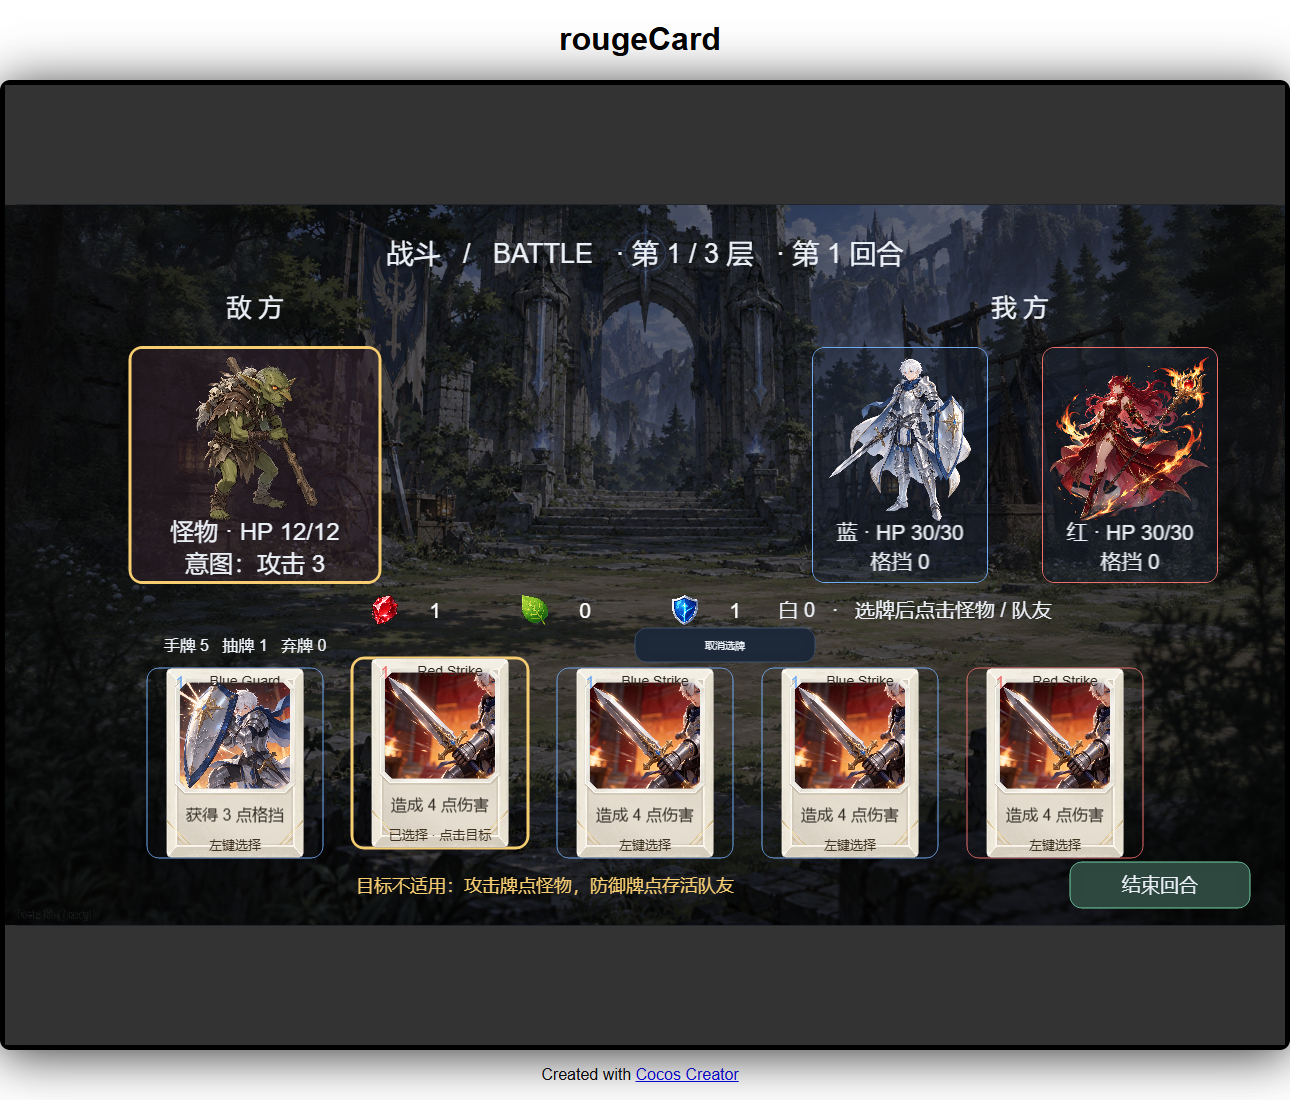 rougeCard
战斗 / BATTLE · 第 1 / 3 层 · 第 1 回合
敌 方
我 方
怪物 · HP 12/12
意图：攻击 3
蓝 · HP 30/30
格挡 0
红 · HP 30/30
格挡 0
1 0 1 白 0 · 选牌后点击怪物 / 队友
手牌 5 抽牌 1 弃牌 0
取消选牌
1 Blue Guard
获得 3 点格挡
左键选择
1 Red Strike
造成 4 点伤害
已选择 · 点击目标
1 Blue Strike
造成 4 点伤害
左键选择
1 Blue Strike
造成 4 点伤害
左键选择
1 Red Strike
造成 4 点伤害
左键选择
目标不适用：攻击牌点怪物，防御牌点存活队友
结束回合
Created with Cocos Creator